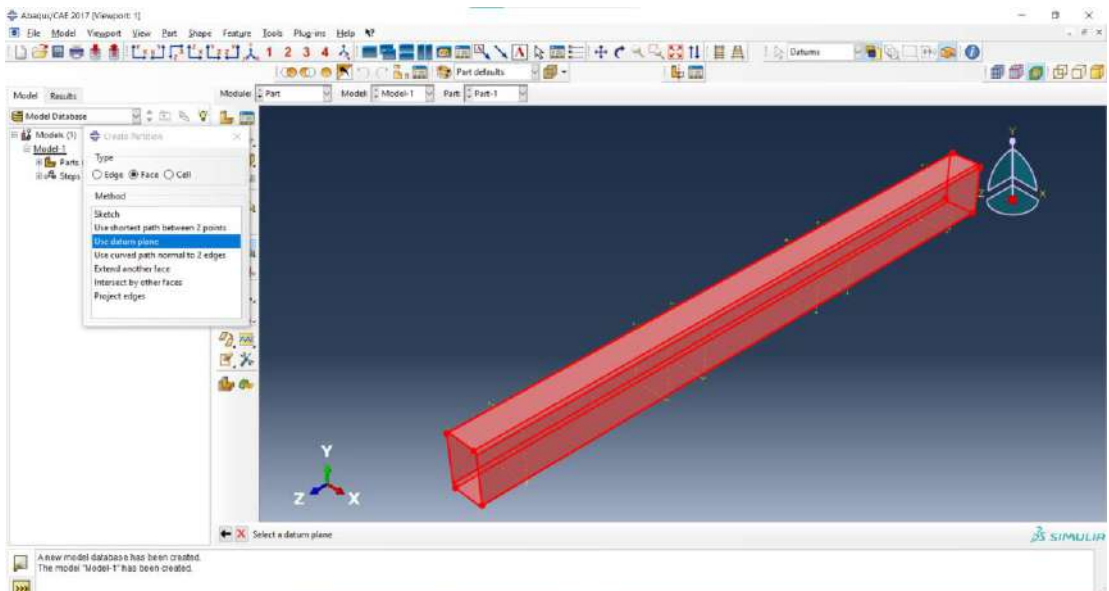 Abaqus/CAE 2017 [Viewport: 1]
File Model Viewport View Part Shape Feature Tools Plug-ins Help
1 2 3 4 A Datums
Part defaults
Model Results Module: Part Model: Model-1 Part: Part-1
Model Database
Models (1)
Model-1
Parts
Steps
Create Partition
Type
Edge Face Cell
Method
Sketch
Use shortest path between 2 points
Use datum plane
Use curved path normal to 2 edges
Extend another face
Intersect by other faces
Project edges
Y
Z X
Y
Z X
Select a datum plane
SIMULIA
A new model database has been created.
The model "Model-1" has been created.
>>>